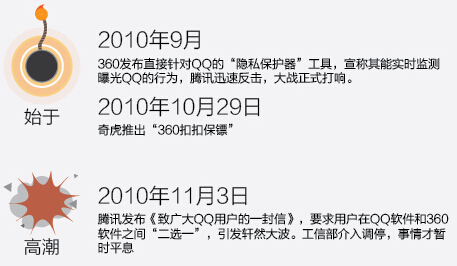 2010年9月
360发布直接针对QQ的“隐私保护器”工具，宣称其能实时监测
曝光QQ的行为，腾讯迅速反击，大战正式打响。
始于
2010年10月29日
奇虎推出“360扣扣保镖”
2010年11月3日
腾讯发布《致广大QQ用户的一封信》，要求用户在QQ软件和360
软件之间“二选一”，引发轩然大波。工信部介入调停，事情才暂
时平息
高潮